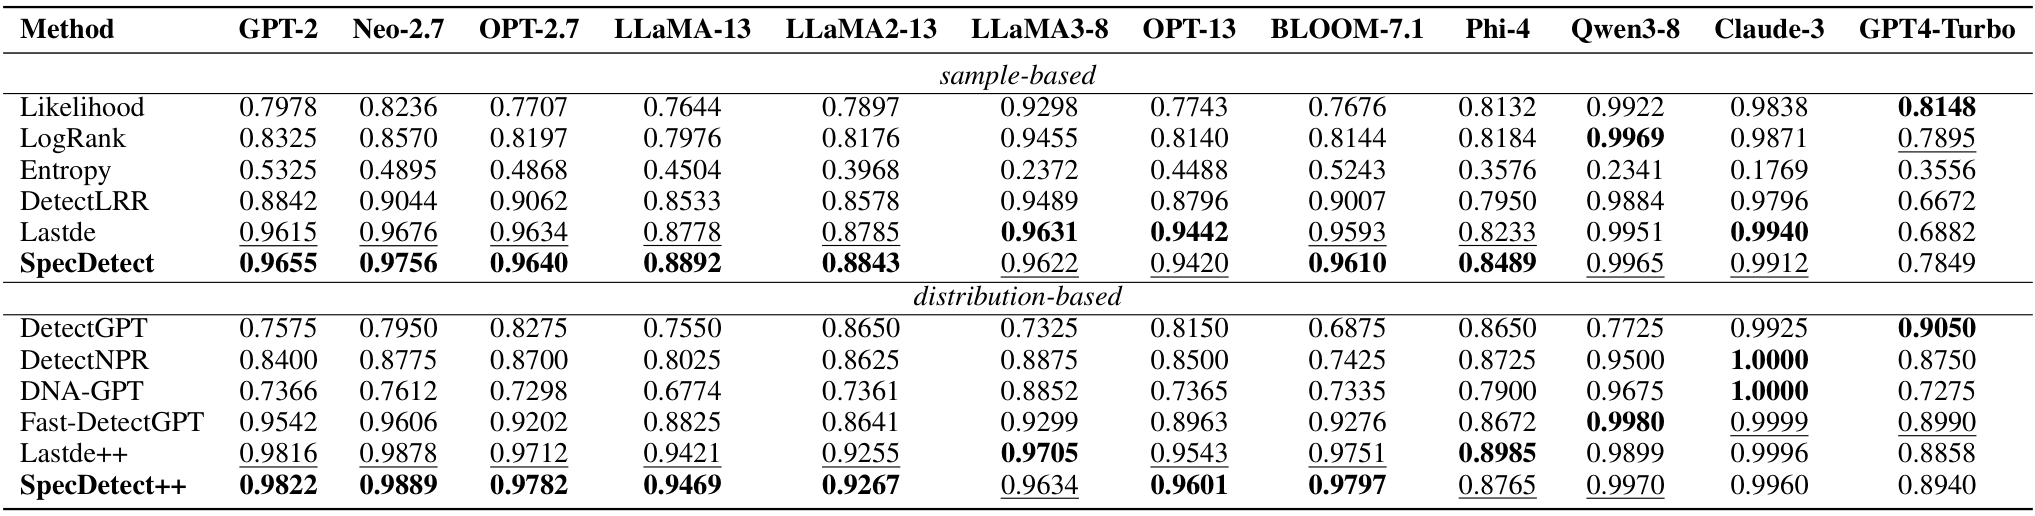 Method GPT-2 Neo-2.7 OPT-2.7 LLaMA-13 LLaMA2-13 LLaMA3-8 OPT-13 BLOOM-7.1 Phi-4 Qwen3-8 Claude-3 GPT4-Turbo
sample-based
Likelihood 0.7978 0.8236 0.7707 0.7644 0.7897 0.9298 0.7743 0.7676 0.8132 0.9922 0.9838 0.8148
LogRank 0.8325 0.8570 0.8197 0.7976 0.8176 0.9455 0.8140 0.8144 0.8184 0.9969 0.9871 0.7895
Entropy 0.5325 0.4895 0.4868 0.4504 0.3968 0.2372 0.4488 0.5243 0.3576 0.2341 0.1769 0.3556
DetectLRR 0.8842 0.9044 0.9062 0.8533 0.8578 0.9489 0.8796 0.9007 0.7950 0.9884 0.9796 0.6672
Lastde 0.9615 0.9676 0.9634 0.8778 0.8785 0.9631 0.9442 0.9593 0.8233 0.9951 0.9940 0.6882
SpecDetect 0.9655 0.9756 0.9640 0.8892 0.8843 0.9622 0.9420 0.9610 0.8489 0.9965 0.9912 0.7849
distribution-based
DetectGPT 0.7575 0.7950 0.8275 0.7550 0.8650 0.7325 0.8150 0.6875 0.8650 0.7725 0.9925 0.9050
DetectNPR 0.8400 0.8775 0.8700 0.8025 0.8625 0.8875 0.8500 0.7425 0.8725 0.9500 1.0000 0.8750
DNA-GPT 0.7366 0.7612 0.7298 0.6774 0.7361 0.8852 0.7365 0.7335 0.7900 0.9675 1.0000 0.7275
Fast-DetectGPT 0.9542 0.9606 0.9202 0.8825 0.8641 0.9299 0.8963 0.9276 0.8672 0.9980 0.9999 0.8990
Lastde++ 0.9816 0.9878 0.9712 0.9421 0.9255 0.9705 0.9543 0.9751 0.8985 0.9899 0.9996 0.8858
SpecDetect++ 0.9822 0.9889 0.9782 0.9469 0.9267 0.9634 0.9601 0.9797 0.8765 0.9970 0.9960 0.8940